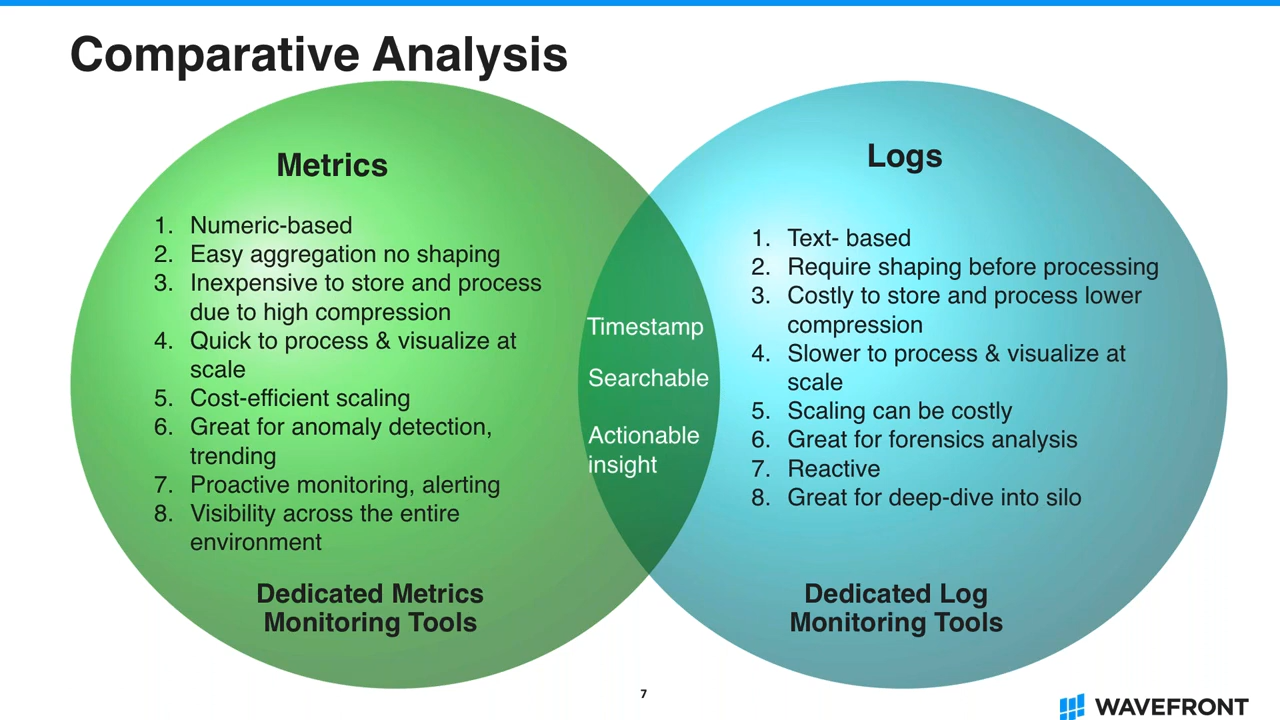 Comparative Analysis
Metrics
1. Numeric-based
2. Easy aggregation no shaping
3. Inexpensive to store and process
due to high compression
4. Quick to process & visualize at
scale
5. Cost-efficient scaling
6. Great for anomaly detection,
trending
7. Proactive monitoring, alerting
8. Visibility across the entire
environment
Dedicated Metrics
Monitoring Tools
Timestamp
Searchable
Actionable
insight
Logs
1. Text- based
2. Require shaping before processing
3. Costly to store and process lower
compression
4. Slower to process & visualize at
scale
5. Scaling can be costly
6. Great for forensics analysis
7. Reactive
8. Great for deep-dive into silo
Dedicated Log
Monitoring Tools
7
WAVEFRONT